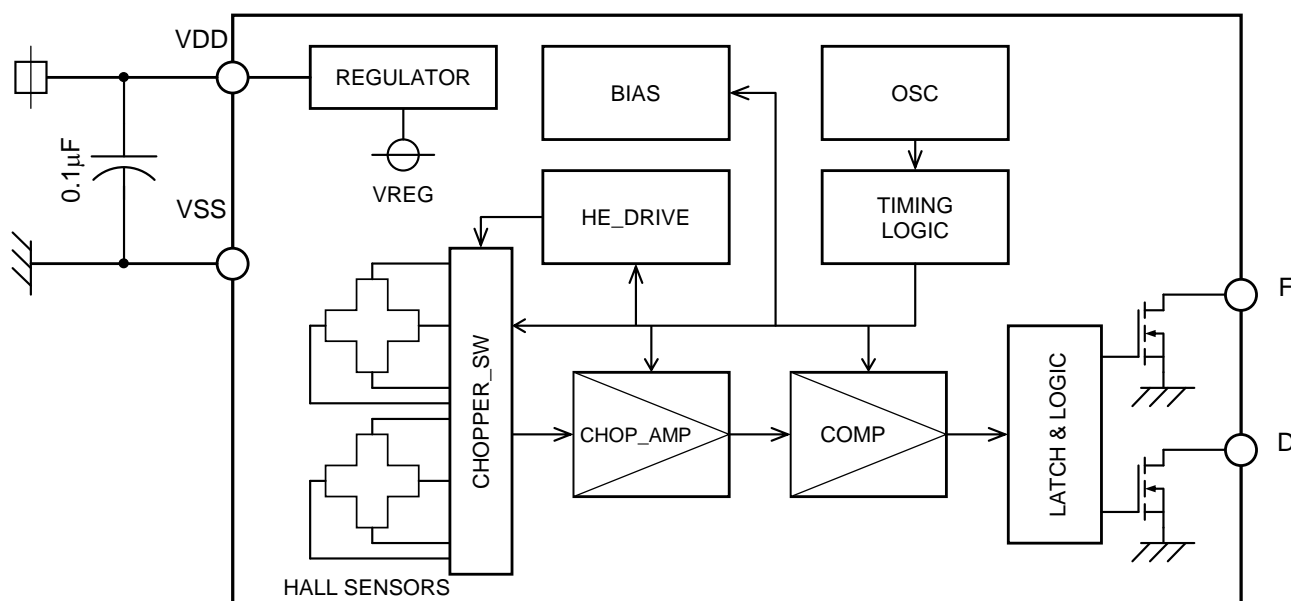 VDD
REGULATOR
BIAS
OSC
0.1µF
VSS
VREG
HE_DRIVE
TIMING
LOGIC
F
CHOPPER_SW
CHOP_AMP
COMP
LATCH & LOGIC
D
HALL SENSORS